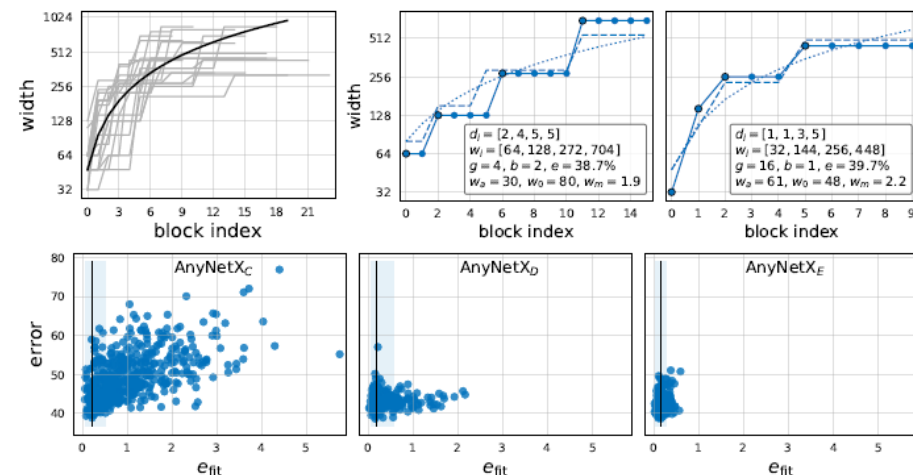 1024
512
256
128
64
32
width
0 3 6 9 12 15 18 21
block index
512
256
128
64
32
width
d_i = [2, 4, 5, 5]
w_i = [64, 128, 272, 704]
g = 4, b = 2, e = 38.7%
w_a = 30, w_0 = 80, w_m = 1.9
0 2 4 6 8 10 12 14
block index
d_i = [1, 1, 3, 5]
w_i = [32, 144, 256, 448]
g = 16, b = 1, e = 39.7%
w_a = 61, w_0 = 48, w_m = 2.2
0 1 2 3 4 5 6 7 8 9
block index
80
70
60
50
40
error
AnyNetX_C
0 1 2 3 4 5
e_fit
AnyNetX_D
0 1 2 3 4 5
e_fit
AnyNetX_E
0 1 2 3 4 5
e_fit